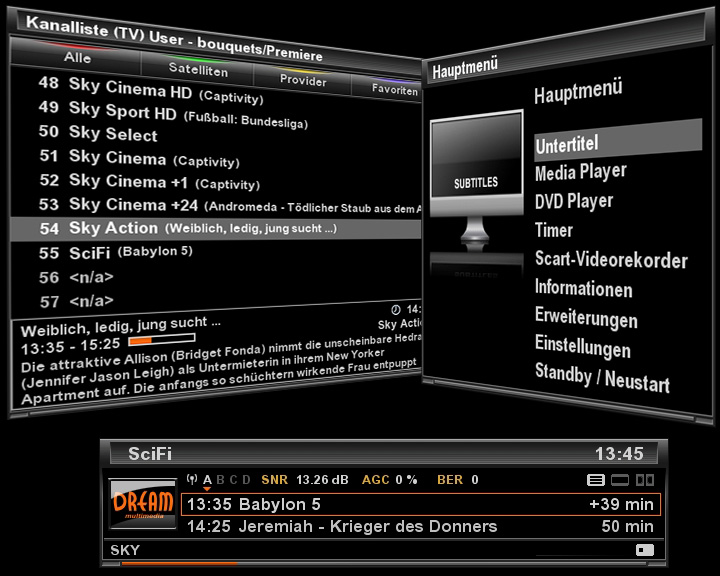 Kanalliste (TV) User - bouquets/Premiere
Alle Satelliten Provider Favoriten
48 Sky Cinema HD (Captivity)
49 Sky Sport HD (Fußball: Bundesliga)
50 Sky Select
51 Sky Cinema (Captivity)
52 Sky Cinema +1 (Captivity)
53 Sky Cinema +24 (Andromeda - Tödlicher Staub aus dem A
54 Sky Action (Weiblich, ledig, jung sucht ...)
55 SciFi (Babylon 5)
56 <n/a>
57 <n/a>
14:
Weiblich, ledig, jung sucht ...
Sky Actio
13:35 - 15:25
Die attraktive Allison (Bridget Fonda) nimmt die unscheinbare Hedra
(Jennifer Jason Leigh) als Untermieterin in ihrem New Yorker
Apartment auf. Die anfangs so schüchtern wirkende Frau entpuppt
Hauptmenü
Hauptmenü
SUBTITLES
Untertitel
Media Player
DVD Player
Timer
Scart-Videorekorder
Informationen
Erweiterungen
Einstellungen
Standby / Neustart
SciFi 13:45
A B C D SNR 13.26 dB AGC 0 % BER 0
DREAM
multimedia
13:35 Babylon 5 +39 min
14:25 Jeremiah - Krieger des Donners 50 min
SKY